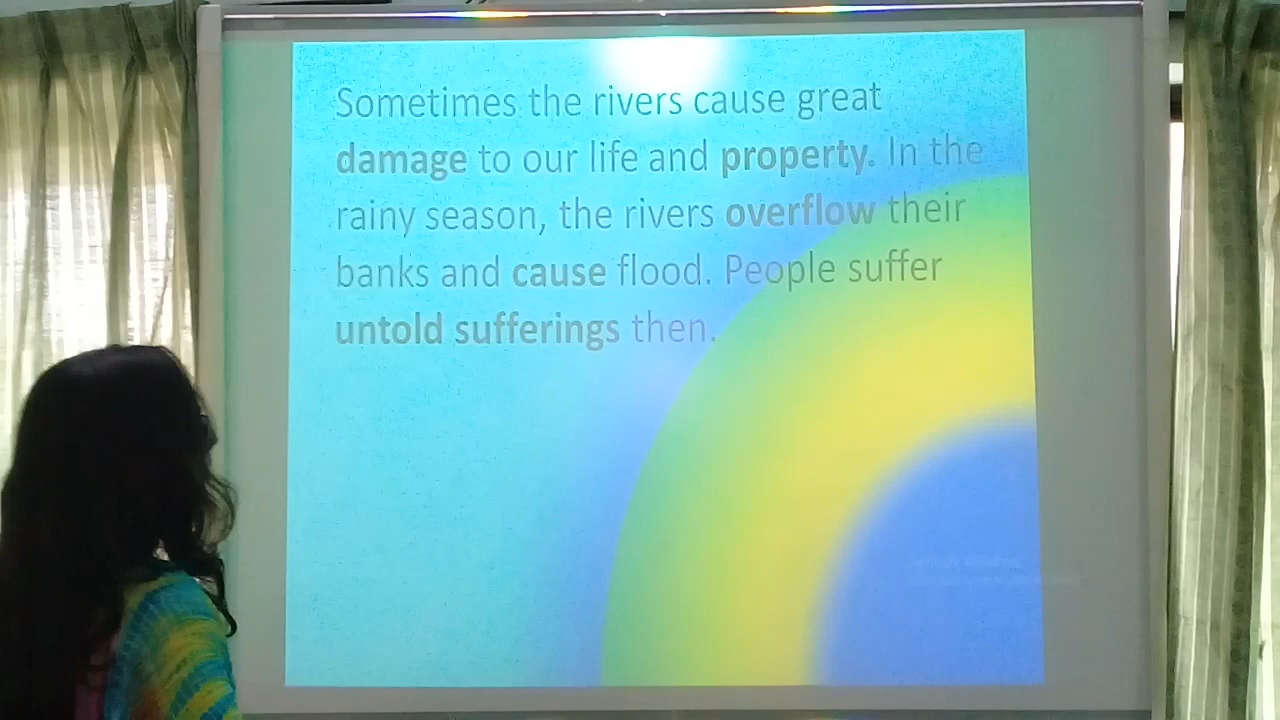 Sometimes the rivers cause great
damage to our life and property. In the
rainy season, the rivers overflow their
banks and cause flood. People suffer
untold sufferings then.